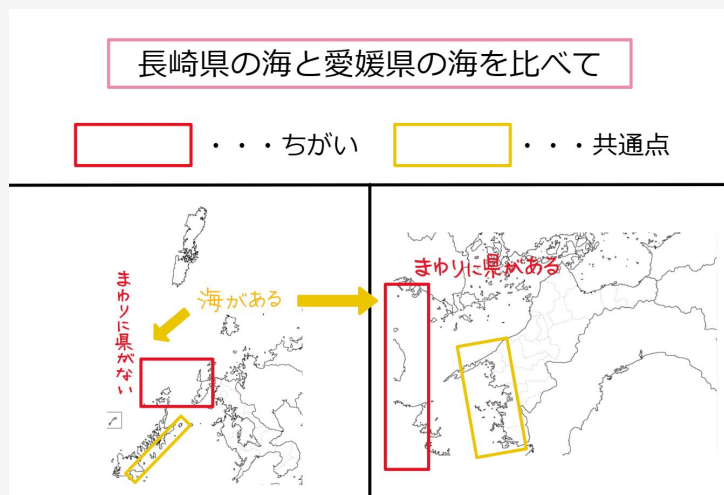 長崎県の海と愛媛県の海を比べて
・・・ちがい
・・・共通点
まわりに県がない
海がある
まわりに県がある